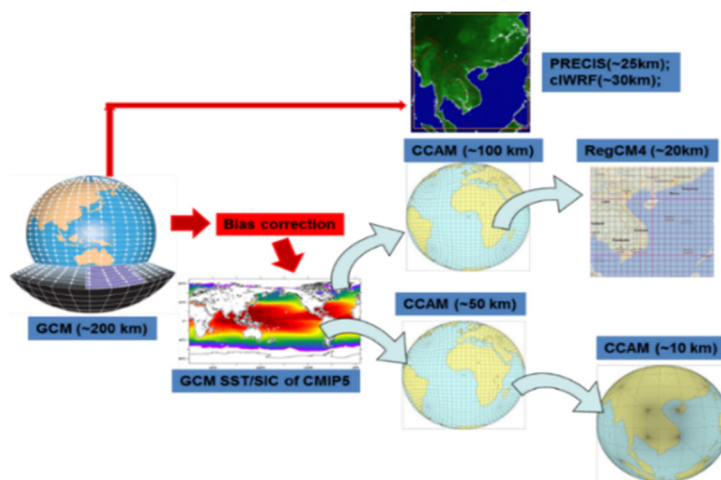 PRECIS(~25km);
clWRF(~30km);
CCAM (~100 km)
RegCM4 (~20km)
Bias correction
GCM (~200 km)
CCAM (~50 km)
CCAM (~10 km)
GCM SST/SIC of CMIP5